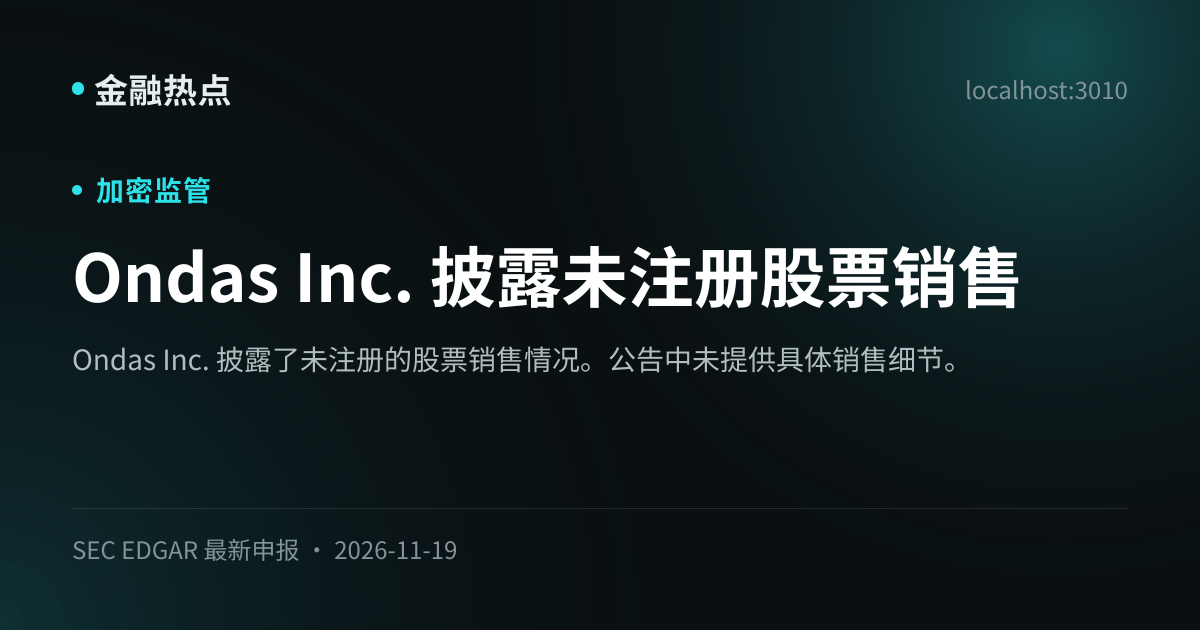 金融热点
localhost:3010
加密监管
Ondas Inc. 披露未注册股票销售
Ondas Inc. 披露了未注册的股票销售情况。公告中未提供具体销售细节。
SEC EDGAR 最新申报 · 2026-11-19